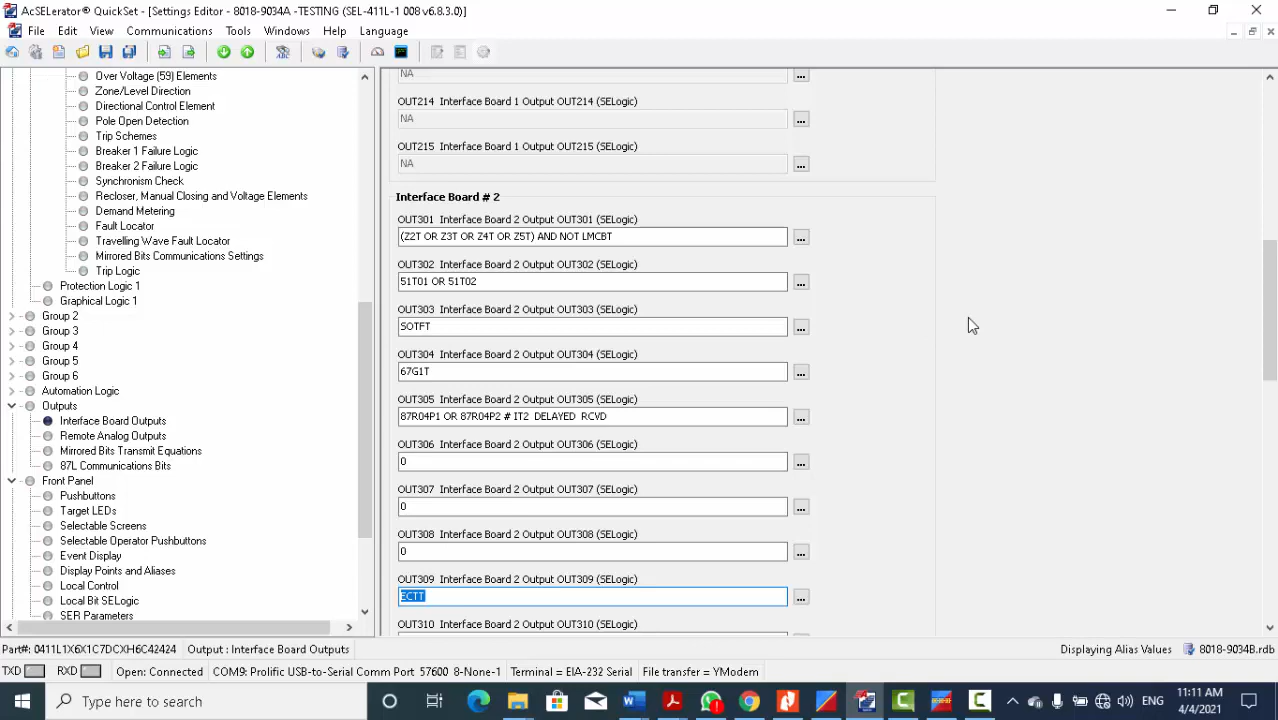 AcSELerator® QuickSet - [Settings Editor - 8018-9034A -TESTING (SEL-411L-1 008 v6.8.3.0)]
File Edit View Communications Tools Windows Help Language
Over Voltage (59) Elements
Zone/Level Direction
Directional Control Element
Pole Open Detection
Trip Schemes
Breaker 1 Failure Logic
Breaker 2 Failure Logic
Synchronism Check
Recloser, Manual Closing and Voltage Elements
Demand Metering
Fault Locator
Travelling Wave Fault Locator
Mirrored Bits Communications Settings
Trip Logic
Protection Logic 1
Graphical Logic 1
Group 2
Group 3
Group 4
Group 5
Group 6
Automation Logic
Outputs
Interface Board Outputs
Remote Analog Outputs
Mirrored Bits Transmit Equations
87L Communications Bits
Front Panel
Pushbuttons
Target LEDs
Selectable Screens
Selectable Operator Pushbuttons
Event Display
Display Points and Aliases
Local Control
Local Bit SELogic
SER Parameters
NA
...
OUT214 Interface Board 1 Output OUT214 (SELogic)
NA
...
OUT215 Interface Board 1 Output OUT215 (SELogic)
NA
...
Interface Board # 2
OUT301 Interface Board 2 Output OUT301 (SELogic)
(Z2T OR Z3T OR Z4T OR Z5T) AND NOT LMCBT
...
OUT302 Interface Board 2 Output OUT302 (SELogic)
51T01 OR 51T02
...
OUT303 Interface Board 2 Output OUT303 (SELogic)
SOTFT
...
OUT304 Interface Board 2 Output OUT304 (SELogic)
67G1T
...
OUT305 Interface Board 2 Output OUT305 (SELogic)
87R04P1 OR 87R04P2 # IT2 DELAYED RCVD
...
OUT306 Interface Board 2 Output OUT306 (SELogic)
0
...
OUT307 Interface Board 2 Output OUT307 (SELogic)
0
...
OUT308 Interface Board 2 Output OUT308 (SELogic)
0
...
OUT309 Interface Board 2 Output OUT309 (SELogic)
ECTT
...
OUT310 Interface Board 2 Output OUT310 (SELogic)
Part#: 0411L1X6X1C7DCXH6C42424 Output : Interface Board Outputs Displaying Alias Values 8018-9034B.rdb
TXD RXD Open: Connected COM9: Prolific USB-to-Serial Comm Port 57600 8-None-1 Terminal = EIA-232 Serial File transfer = YModem
Type here to search
ENG
11:11 AM
4/4/2021